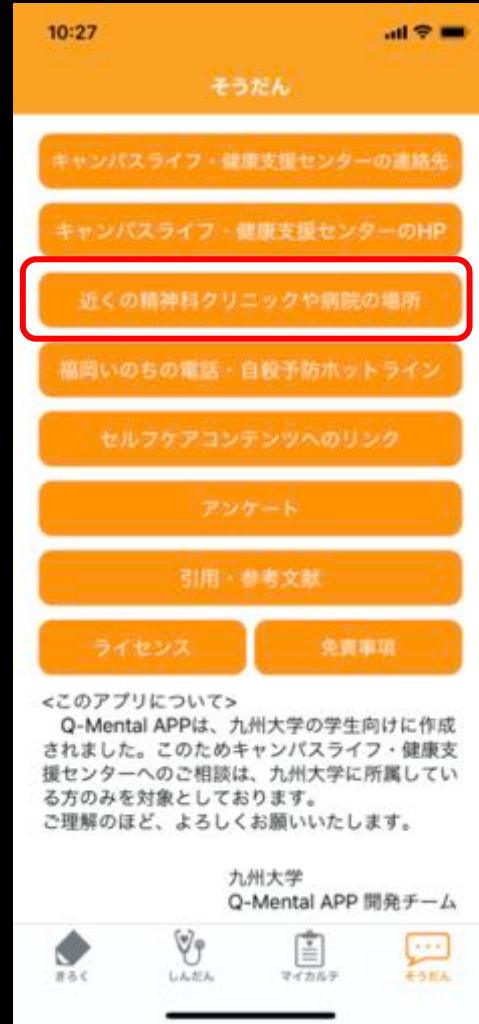 10:27
そうだん
キャンパスライフ・健康支援センターの連絡先
キャンパスライフ・健康支援センターのHP
近くの精神科クリニックや病院の場所
福岡いのちの電話・自殺予防ホットライン
セルフケアコンテンツへのリンク
アンケート
引用・参考文献
ライセンス
免責事項
<このアプリについて>
　Q-Mental APPは、九州大学の学生向けに作成
されました。このためキャンパスライフ・健康支
援センターへのご相談は、九州大学に所属してい
る方のみを対象としております。
ご理解のほど、よろしくお願いいたします。
九州大学
Q-Mental APP 開発チーム
きろく
しんだん
マイカルテ
そうだん